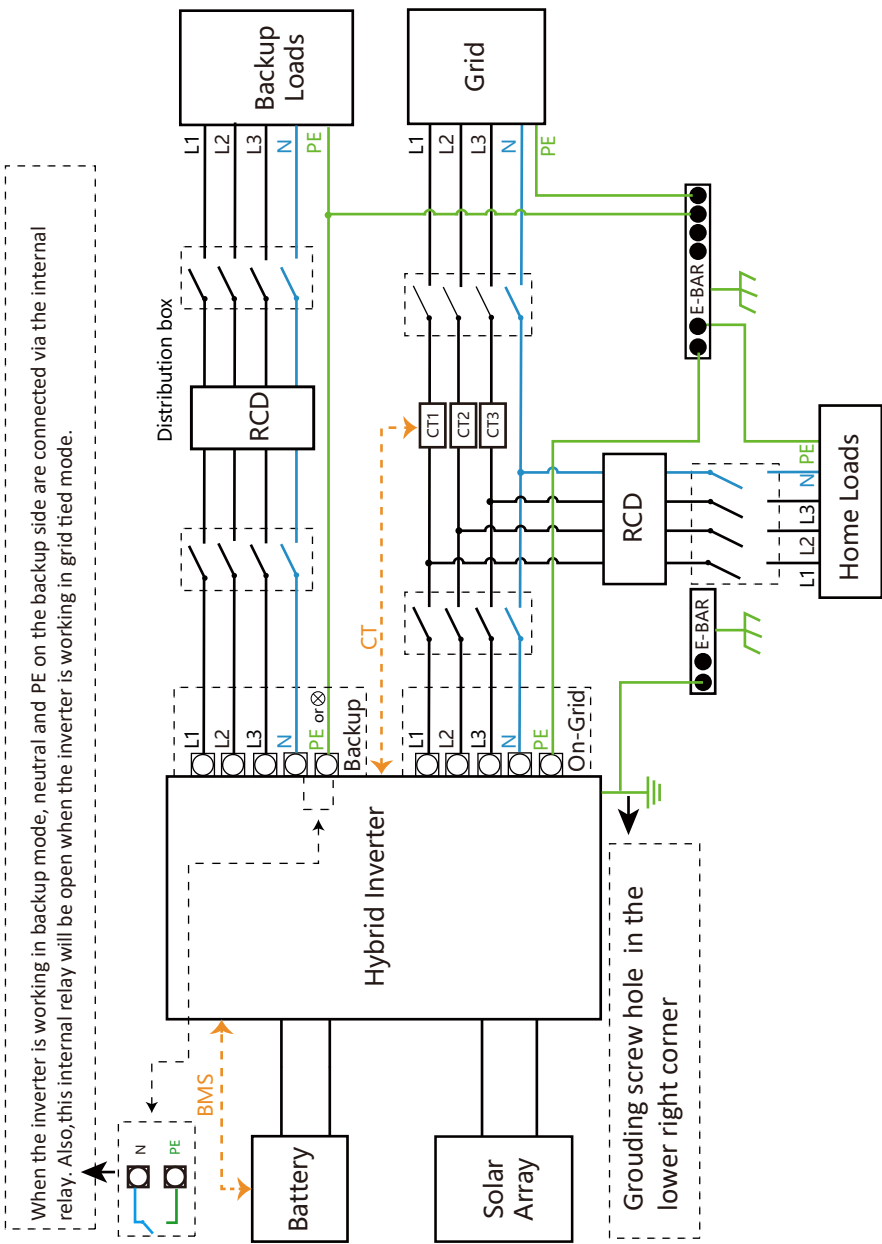 When the inverter is working in backup mode, neutral and PE on the backup side are connected via the internal
relay. Also,this internal relay will be open when the inverter is working in grid tied mode.
N
PE
BMS
Battery
Solar
Array
Hybrid Inverter
L1
L2
L3
N
PE or⊗
Backup
CT
L1
L2
L3
N
PE
On-Grid
Distribution box
RCD
L1
L2
L3
N
PE
Backup
Loads
CT1
CT2
CT3
L1
L2
L3
N
PE
Grid
E-BAR
RCD
E-BAR
L1 L2 L3 N PE
Home Loads
Grouding screw hole in the
lower right corner